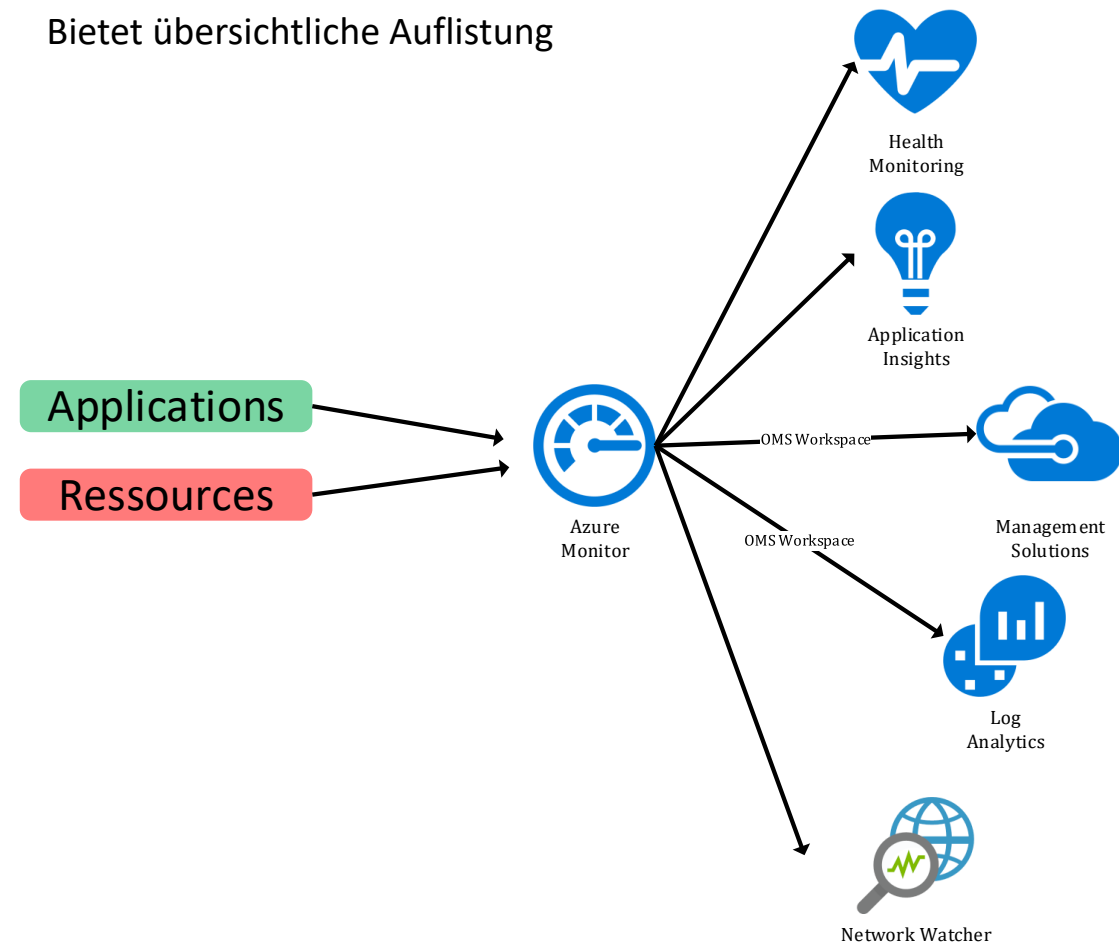 Bietet übersichtliche Auflistung
Health
Monitoring
Application
Insights
Applications
Ressources
Azure
Monitor
OMS Workspace
OMS Workspace
Management
Solutions
Log
Analytics
Network Watcher